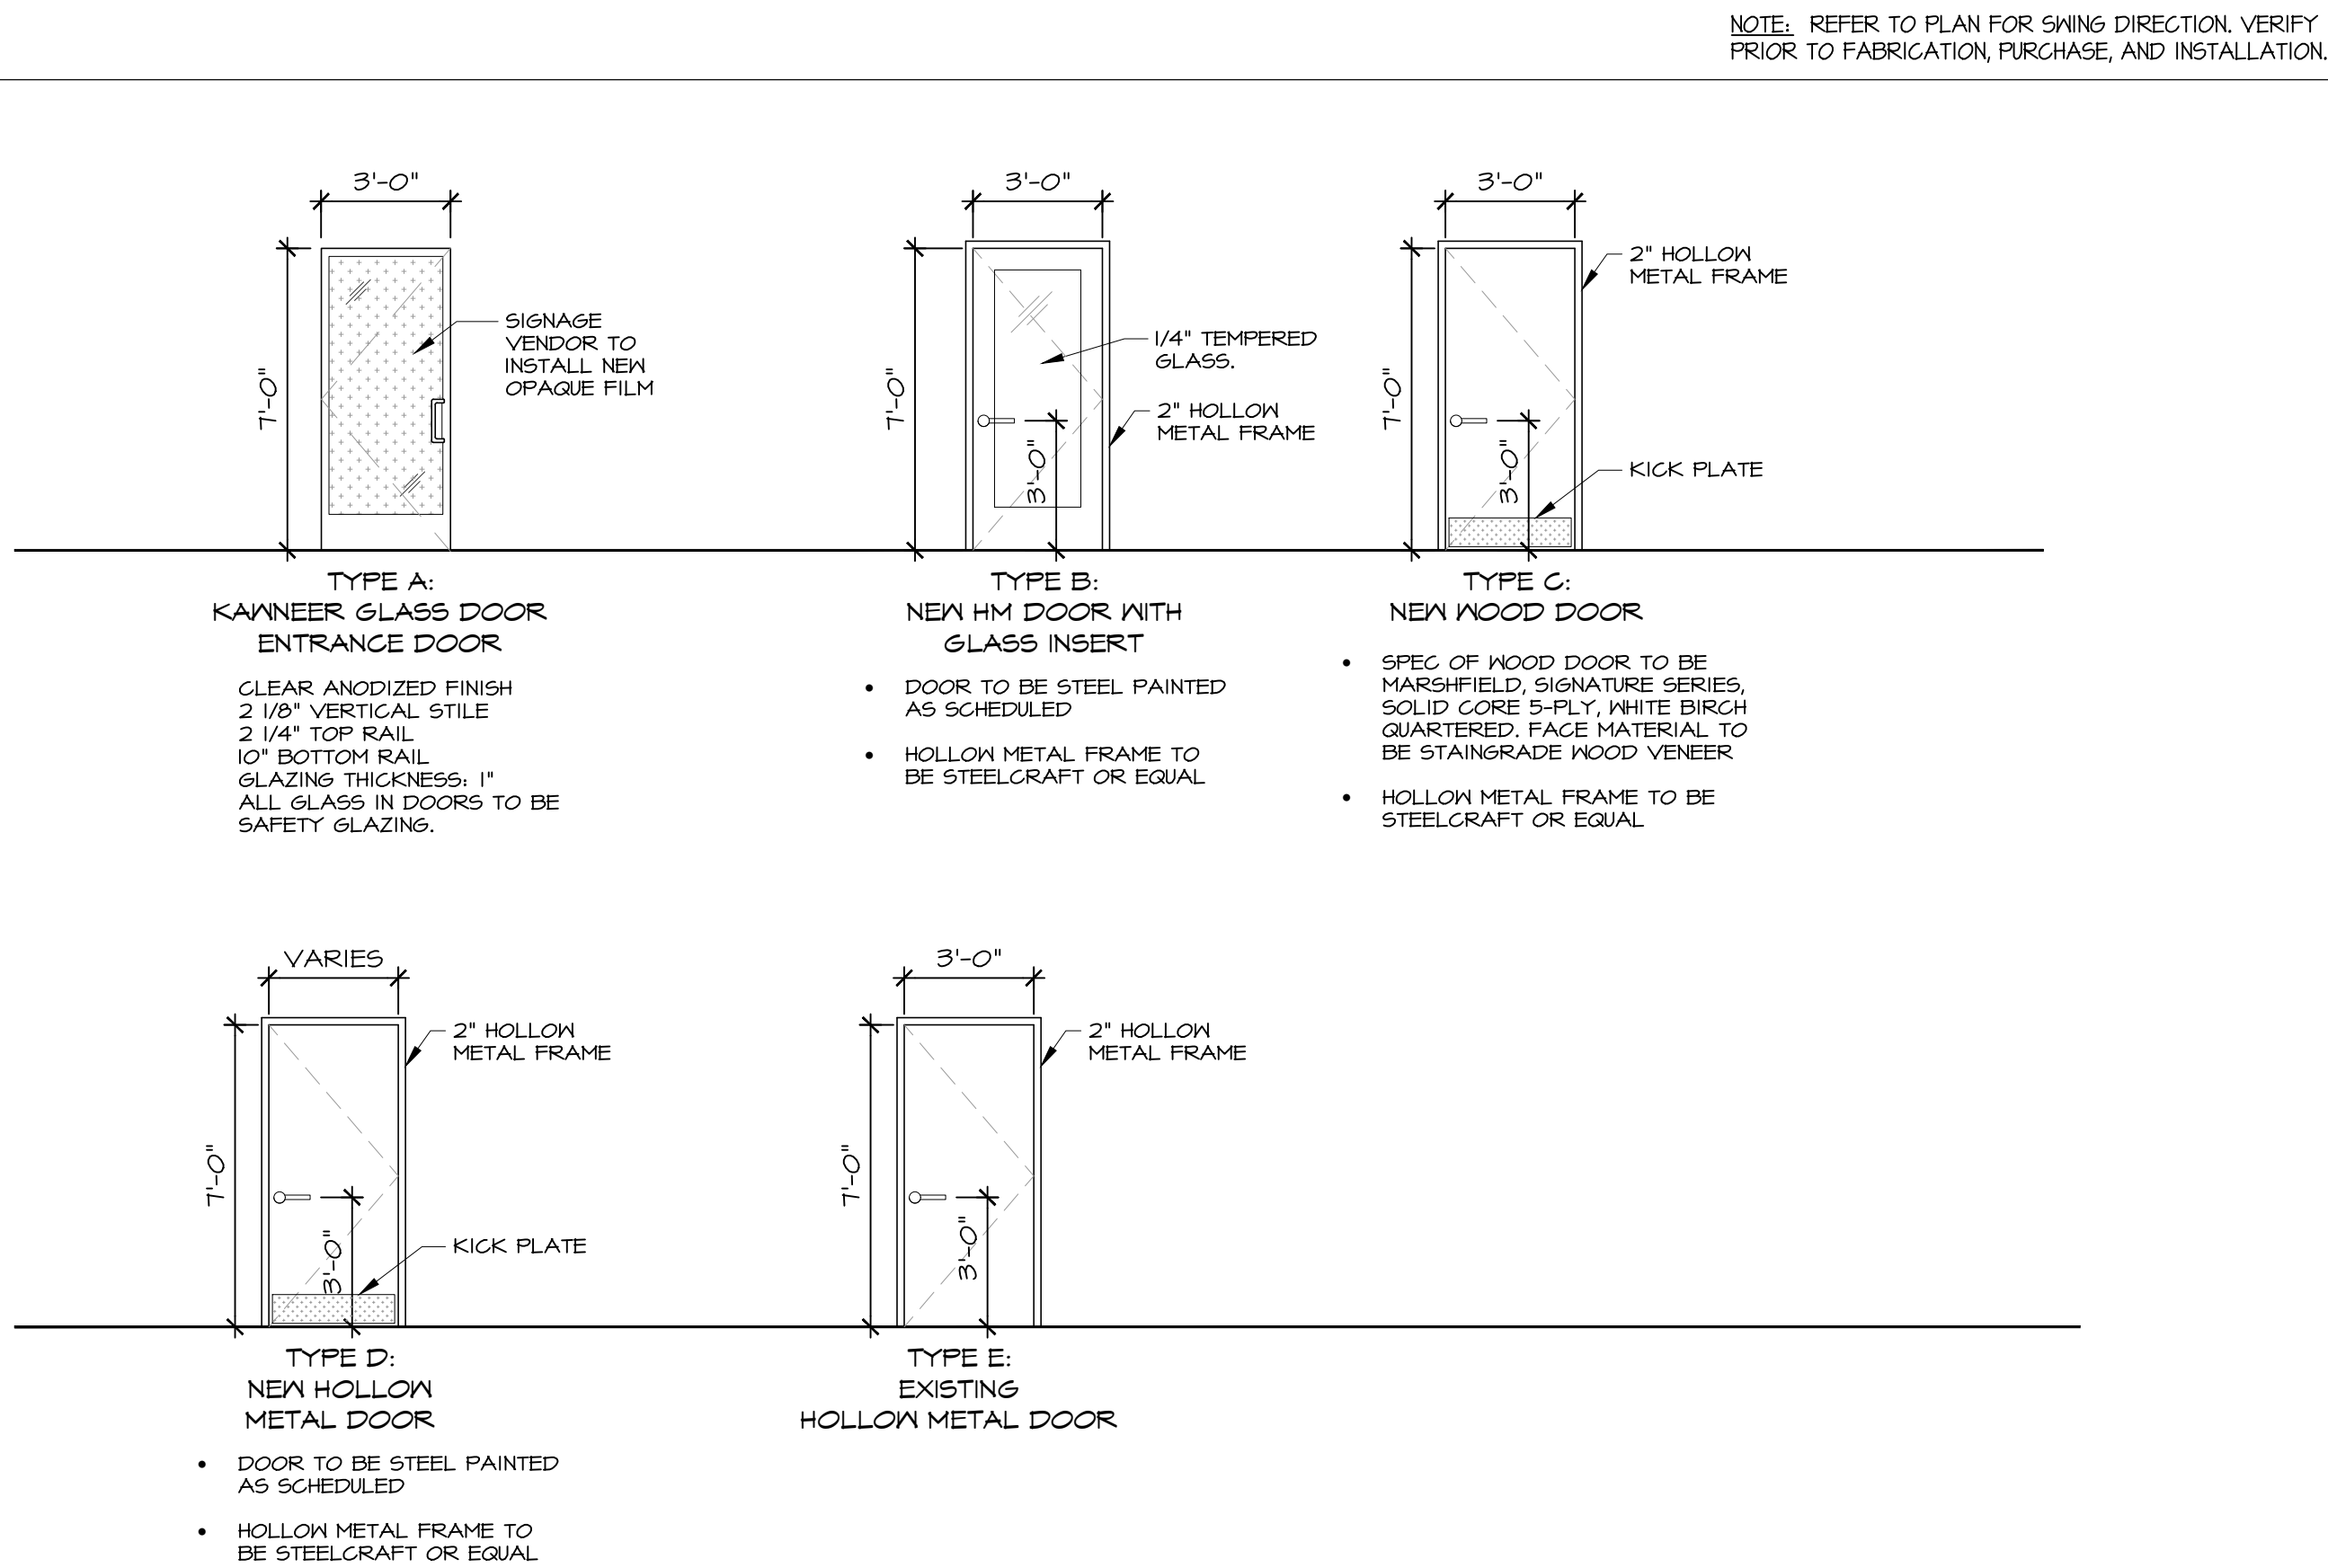 NOTE: REFER TO PLAN FOR SWING DIRECTION. VERIFY
PRIOR TO FABRICATION, PURCHASE, AND INSTALLATION.
3'-0"
7'-0"
SIGNAGE
VENDOR TO
INSTALL NEW
OPAQUE FILM
TYPE A:
KAWNEER GLASS DOOR
ENTRANCE DOOR
CLEAR ANODIZED FINISH
2 1/8" VERTICAL STILE
2 1/4" TOP RAIL
10" BOTTOM RAIL
GLAZING THICKNESS: 1"
ALL GLASS IN DOORS TO BE
SAFETY GLAZING.
3'-0"
7'-0"
1/4" TEMPERED
GLASS.
2" HOLLOW
METAL FRAME
3'-0"
TYPE B:
NEW HM DOOR WITH
GLASS INSERT
• DOOR TO BE STEEL PAINTED
AS SCHEDULED
• HOLLOW METAL FRAME TO
BE STEELCRAFT OR EQUAL
3'-0"
7'-0"
2" HOLLOW
METAL FRAME
3'-0"
KICK PLATE
TYPE C:
NEW WOOD DOOR
• SPEC OF WOOD DOOR TO BE
MARSHFIELD, SIGNATURE SERIES,
SOLID CORE 5-PLY, WHITE BIRCH
QUARTERED. FACE MATERIAL TO
BE STAINGRADE WOOD VENEER
• HOLLOW METAL FRAME TO BE
STEELCRAFT OR EQUAL
VARIES
7'-0"
2" HOLLOW
METAL FRAME
3'-0"
KICK PLATE
TYPE D:
NEW HOLLOW
METAL DOOR
• DOOR TO BE STEEL PAINTED
AS SCHEDULED
• HOLLOW METAL FRAME TO
BE STEELCRAFT OR EQUAL
3'-0"
7'-0"
2" HOLLOW
METAL FRAME
3'-0"
TYPE E:
EXISTING
HOLLOW METAL DOOR